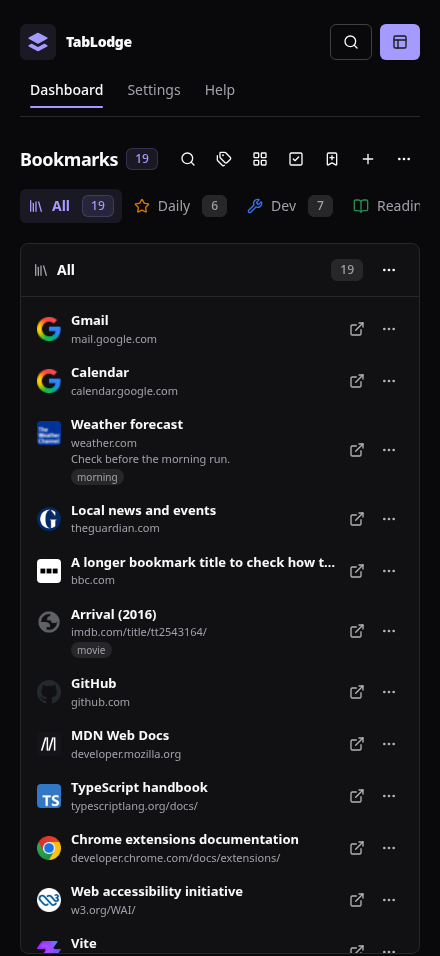 TabLodge
Dashboard Settings Help
Bookmarks 19
All 19 Daily 6 Dev 7 Readin
All 19
Gmail
mail.google.com
Calendar
calendar.google.com
Weather forecast
weather.com
Check before the morning run.
morning
Local news and events
theguardian.com
A longer bookmark title to check how t...
bbc.com
Arrival (2016)
imdb.com/title/tt2543164/
movie
GitHub
github.com
MDN Web Docs
developer.mozilla.org
TypeScript handbook
typescriptlang.org/docs/
Chrome extensions documentation
developer.chrome.com/docs/extensions/
Web accessibility initiative
w3.org/WAI/
Vite